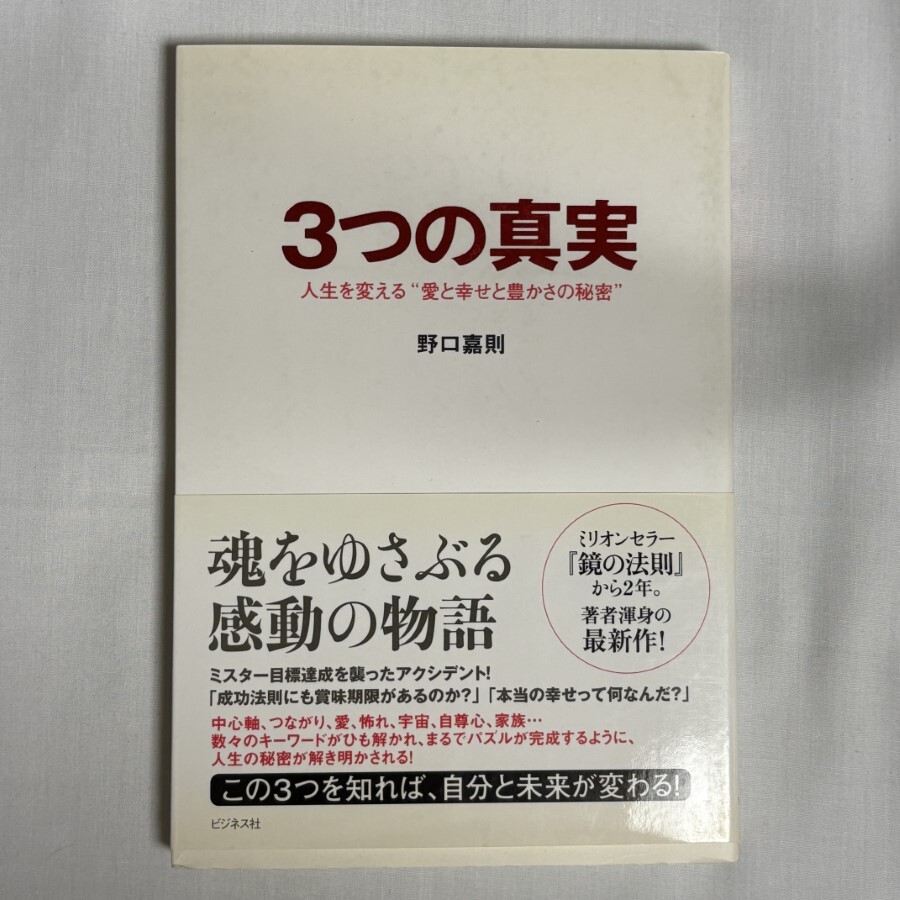 3つの真実
人生を変える“愛と幸せと豊かさの秘密”
野口嘉則
魂をゆさぶる
感動の物語
ミリオンセラー
『鏡の法則』
から2年。
著者渾身の
最新作!
ミスター目標達成を襲ったアクシデント!
「成功法則にも賞味期限があるのか?」「本当の幸せって何なんだ?」
中心軸、つながり、愛、怖れ、宇宙、自尊心、家族…
数々のキーワードがひも解かれ、まるでパズルが完成するように、
人生の秘密が解き明かされる!
この3つを知れば、自分と未来が変わる!
ビジネス社